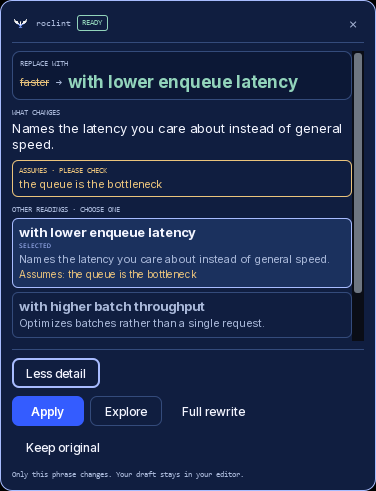 roclint READY ×
REPLACE WITH
faster → with lower enqueue latency
WHAT CHANGES
Names the latency you care about instead of general
speed.
ASSUMES · PLEASE CHECK
the queue is the bottleneck
OTHER READINGS · CHOOSE ONE
with lower enqueue latency
SELECTED
Names the latency you care about instead of general speed.
Assumes: the queue is the bottleneck
with higher batch throughput
Optimizes batches rather than a single request.
Less detail
Apply Explore Full rewrite
Keep original
Only this phrase changes. Your draft stays in your editor.